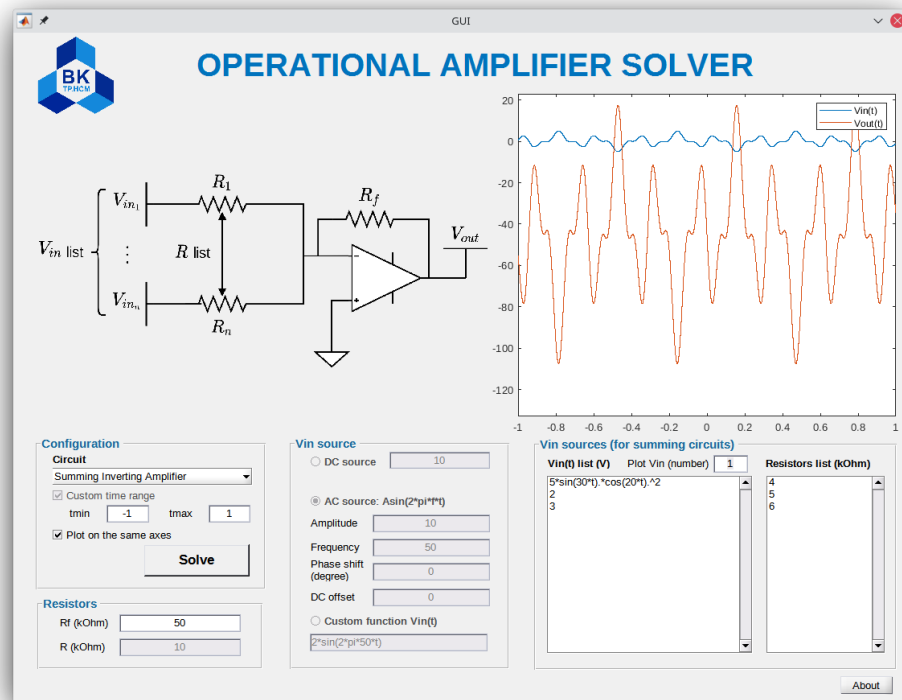 GUI
BK
TP.HCM
OPERATIONAL AMPLIFIER SOLVER
V_in list
V_in1
⋮
V_inn
R_1
R list
R_n
R_f
V_out
-
+
20
0
-20
-40
-60
-80
-100
-120
-1 -0.8 -0.6 -0.4 -0.2 0 0.2 0.4 0.6 0.8 1
Vin(t)
Vout(t)
Configuration
Circuit
Summing Inverting Amplifier
Custom time range
tmin -1 tmax 1
Plot on the same axes
Solve
Resistors
Rf (kOhm) 50
R (kOhm) 10
Vin source
DC source 10
AC source: Asin(2*pi*f*t)
Amplitude 10
Frequency 50
Phase shift
(degree) 0
DC offset 0
Custom function Vin(t)
2*sin(2*pi*50*t)
Vin sources (for summing circuits)
Vin(t) list (V) Plot Vin (number) 1 Resistors list (kOhm)
5*sin(30*t).*cos(20*t).^2
2
3
4
5
6
About